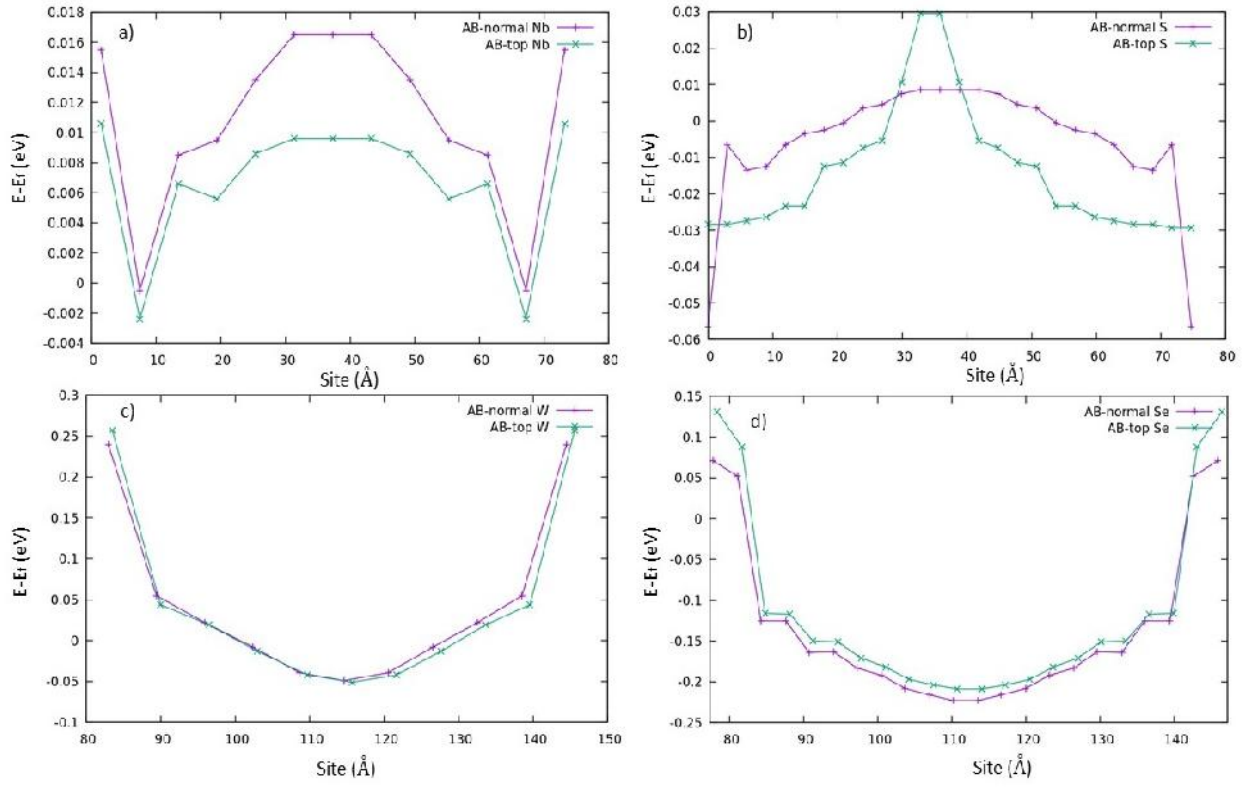 a)
AB-normal Nb
AB-top Nb
0.018
0.016
0.014
0.012
0.01
0.008
0.006
0.004
0.002
0
-0.002
-0.004
E-Ef (eV)
0 10 20 30 40 50 60 70 80
Site (Å)
b)
AB-normal S
AB-top S
0.03
0.02
0.01
0
-0.01
-0.02
-0.03
-0.04
-0.05
-0.06
E-Ef (eV)
0 10 20 30 40 50 60 70 80
Site (Å)
c)
AB-normal W
AB-top W
0.3
0.25
0.2
0.15
0.1
0.05
0
-0.05
-0.1
E-Ef (eV)
80 90 100 110 120 130 140 150
Site (Å)
d)
AB-normal Se
AB-top Se
0.15
0.1
0.05
0
-0.05
-0.1
-0.15
-0.2
-0.25
E-Ef (eV)
80 90 100 110 120 130 140
Site (Å)